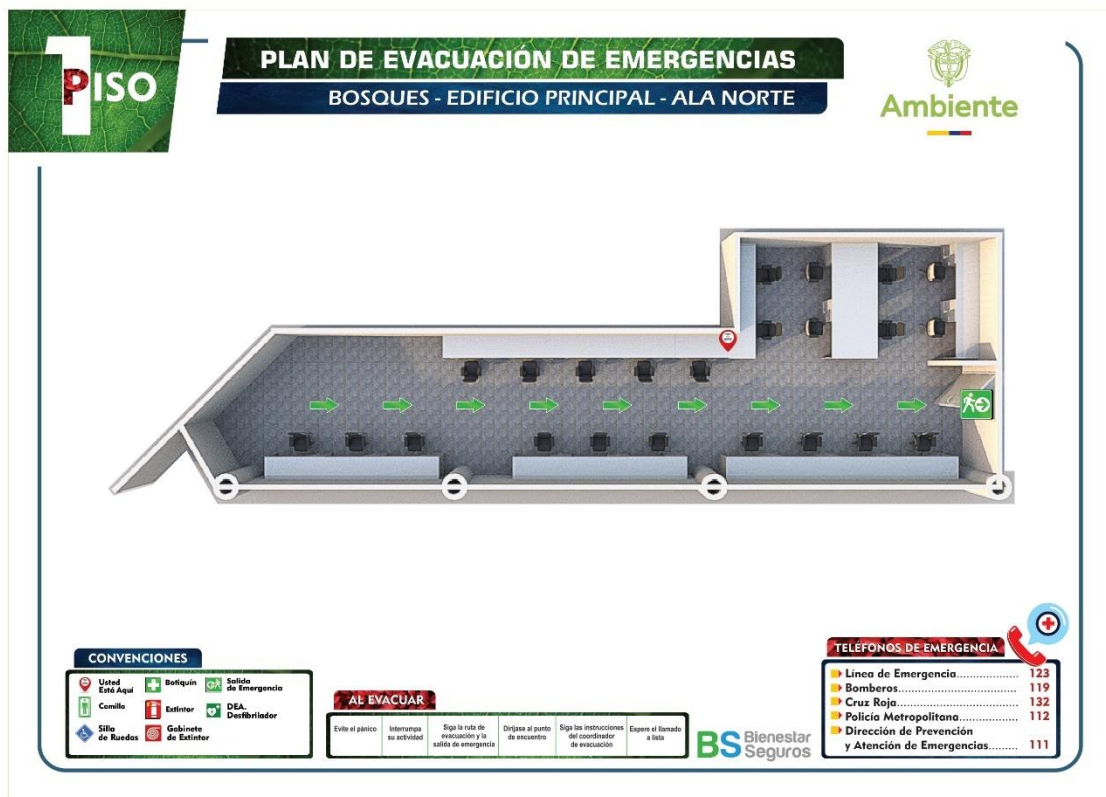 1 PISO
PLAN DE EVACUACIÓN DE EMERGENCIAS
BOSQUES - EDIFICIO PRINCIPAL - ALA NORTE
Ambiente
CONVENCIONES
Usted
Está Aquí
Botiquín
Salida
de Emergencia
Camilla
Extintor
DEA.
Desfibrilador
Silla
de Ruedas
Gabinete
de Extintor
AL EVACUAR
Evite el pánico
Interrumpa
su actividad
Siga la ruta de
evacuación y la
salida de emergencia
Diríjase al punto
de encuentro
Siga las instrucciones
del coordinador
de evacuación
Espere el llamado
a lista
BS Bienestar
Seguros
TELÉFONOS DE EMERGENCIA
Línea de Emergencia............... 123
Bomberos............................... 119
Cruz Roja............................... 132
Policía Metropolitana............... 112
Dirección de Prevención
y Atención de Emergencias........ 111